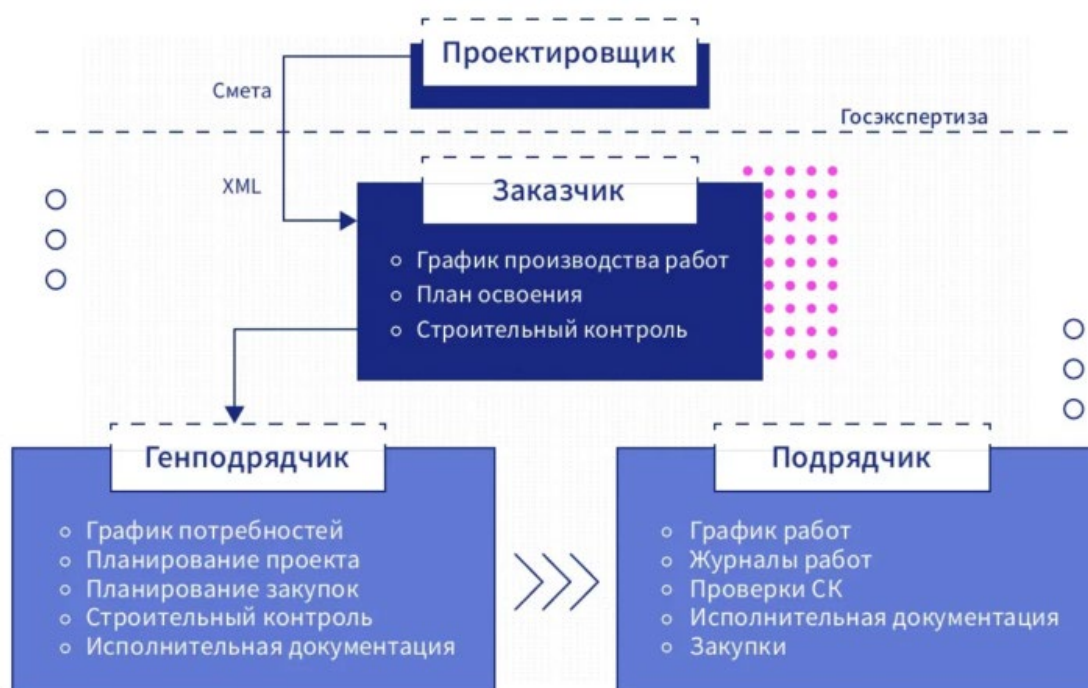 Проектировщик
Смета
Госэкспертиза
XML
Заказчик
График производства работ
План освоения
Строительный контроль
Генподрядчик
График потребностей
Планирование проекта
Планирование закупок
Строительный контроль
Исполнительная документация
Подрядчик
График работ
Журналы работ
Проверки СК
Исполнительная документация
Закупки